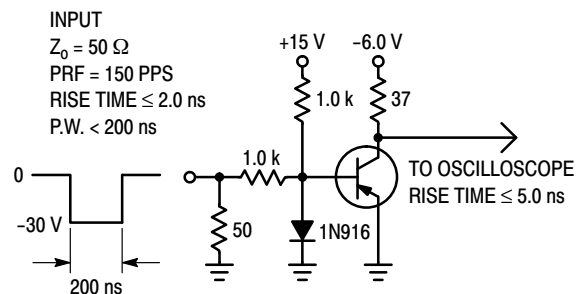 INPUT
Zo = 50 Ω
PRF = 150 PPS
RISE TIME ≤ 2.0 ns
P.W. < 200 ns
+15 V
−6.0 V
1.0 k
37
1.0 k
0
TO OSCILLOSCOPE
RISE TIME ≤ 5.0 ns
−30 V
50
1N916
200 ns